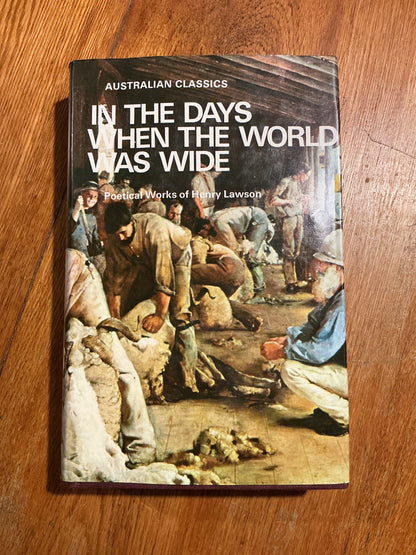 AUSTRALIAN CLASSICS
IN THE DAYS
WHEN THE WORLD
WAS WIDE
Poetical Works of Henry Lawson